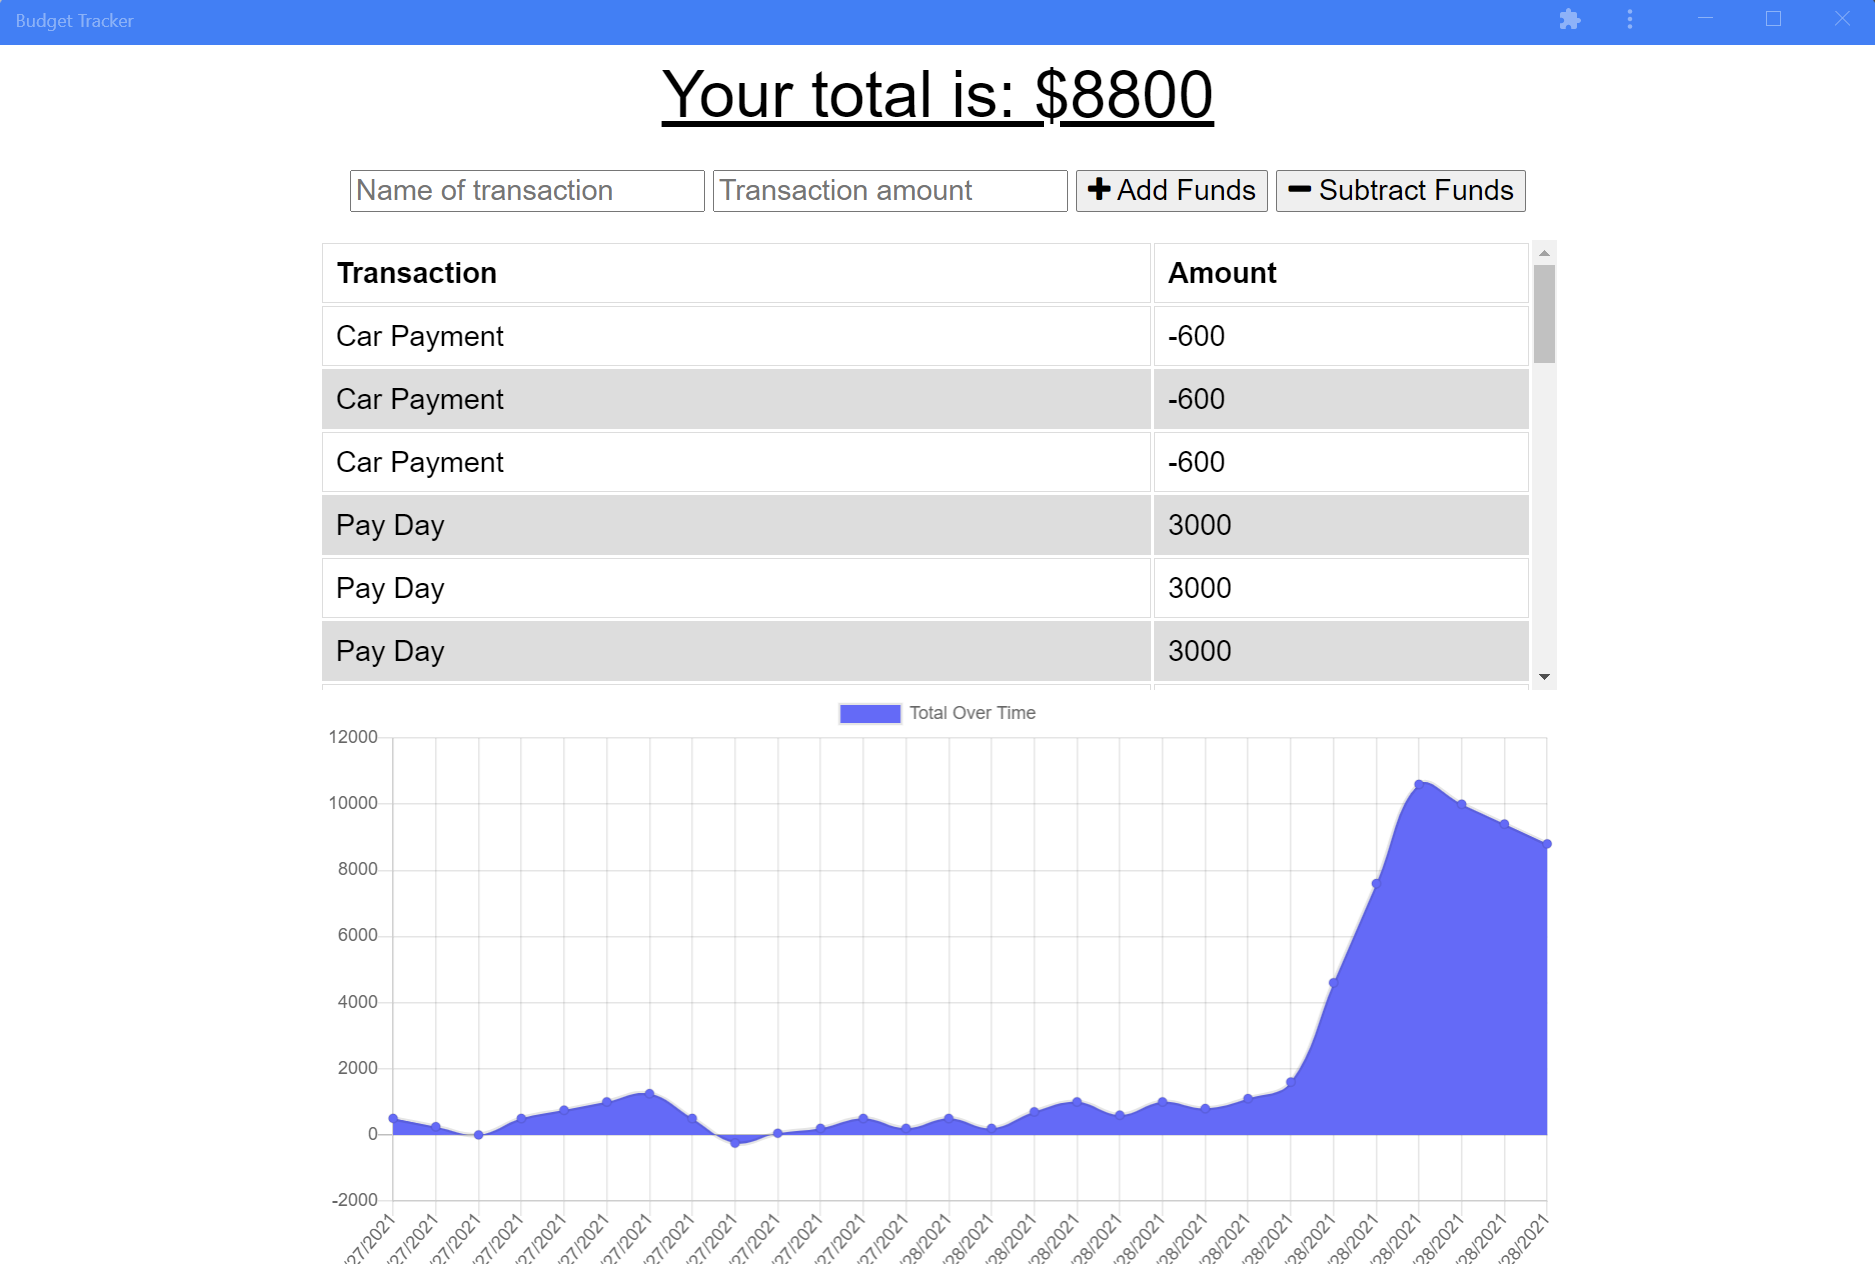 Budget Tracker
Your total is: $8800
Name of transaction Transaction amount Add Funds Subtract Funds
Transaction Amount
Car Payment -600
Car Payment -600
Car Payment -600
Pay Day 3000
Pay Day 3000
Pay Day 3000
Total Over Time
12000
10000
8000
6000
4000
2000
0
-2000
/27/2021 /27/2021 /27/2021 /27/2021 /27/2021 /27/2021 /27/2021 /27/2021 /27/2021 /27/2021 /27/2021 /27/2021 /27/2021 /28/2021 /28/2021 /28/2021 /28/2021 /28/2021 /28/2021 /28/2021 /28/2021 /28/2021 /28/2021 /28/2021 /28/2021 /28/2021 /28/2021 /28/2021